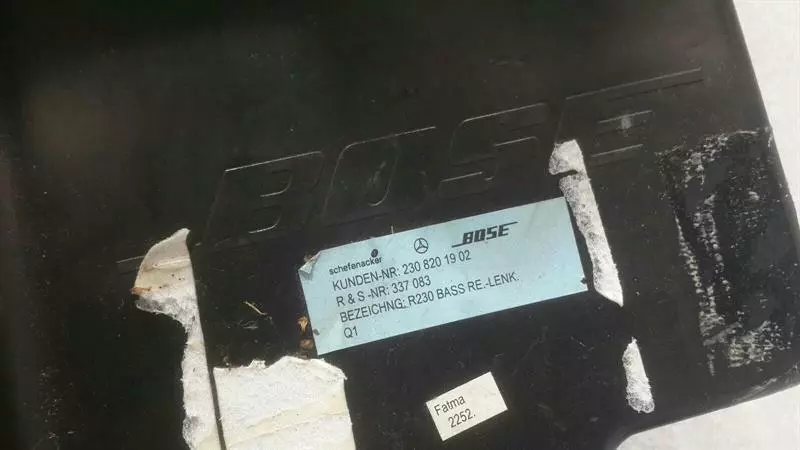 BOSE
schefenacker BOSE
KUNDEN-NR: 230 820 19 02
R & S -NR: 337 083
BEZEICHNG: R230 BASS RE.-LENK.
Q1
Fatma
2252.